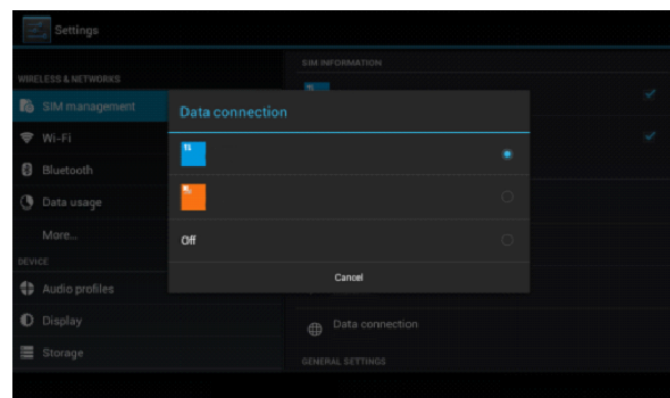 Settings
SIM INFORMATION
WIRELESS & NETWORKS
SIM management
Wi-Fi
Bluetooth
Data usage
More...
DEVICE
Audio profiles
Display
Storage
Data connection
Off
Cancel
Data connection
GENERAL SETTINGS